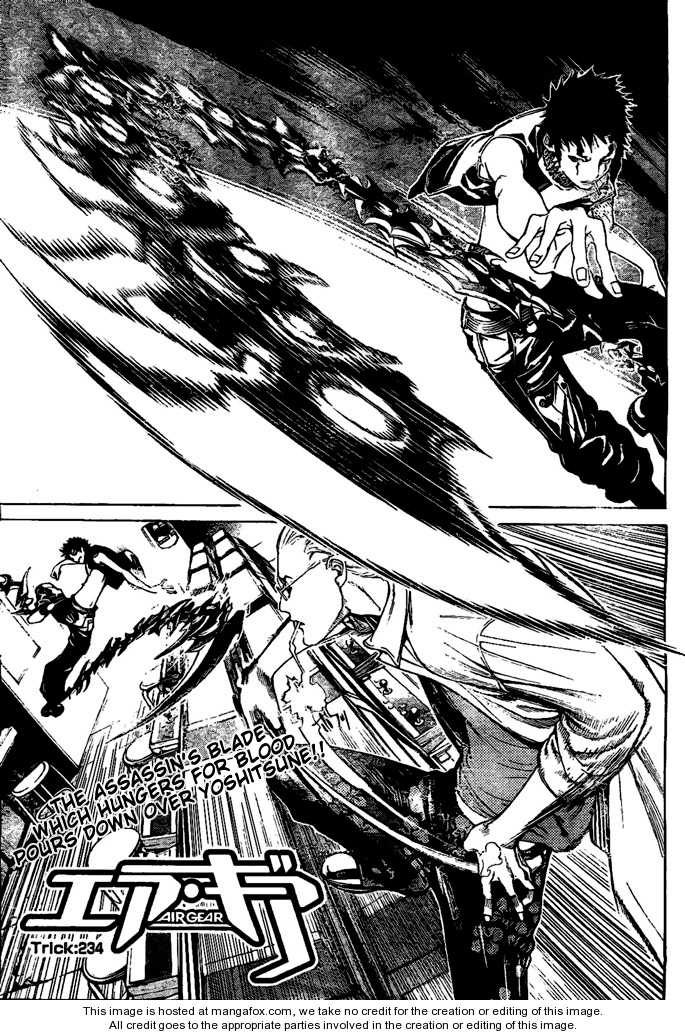 THE ASSASSIN'S BLADE
WHICH HUNGERS FOR BLOOD
POURS DOWN OVER YOSHITSUNE!!
エア・ギア
AIR GEAR
Trick:234
This image is hosted at mangafox.com, we take no credit for the creation or editing of this image.
All credit goes to the appropriate parties involved in the creation or editing of this image.